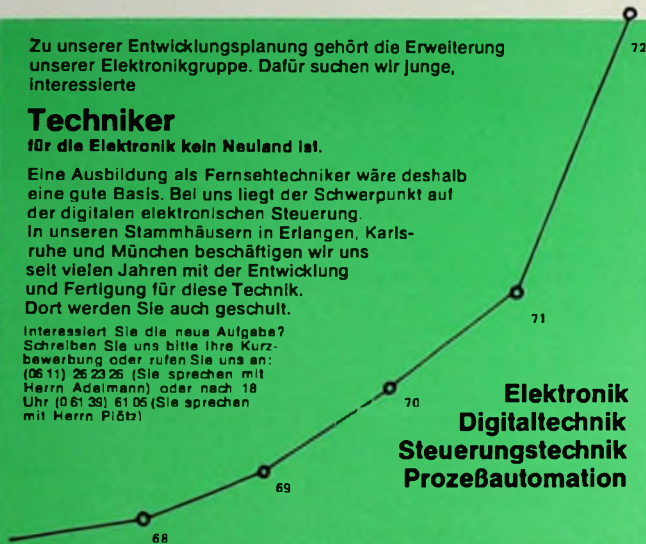 Zu unserer Entwicklungsplanung gehört die Erweiterung
unserer Elektronikgruppe. Dafür suchen wir junge,
interessierte
Techniker
für die Elektronik kein Neuland ist.
Eine Ausbildung als Fernsehtechniker wäre deshalb
eine gute Basis. Bei uns liegt der Schwerpunkt auf
der digitalen elektronischen Steuerung.
In unseren Stammhäusern in Erlangen, Karls-
ruhe und München beschäftigen wir uns
seit vielen Jahren mit der Entwicklung
und Fertigung für diese Technik.
Dort werden Sie auch geschult.
Interessiert Sie die neue Aufgabe?
Schreiben Sie uns bitte Ihre Kurz-
bewerbung oder rufen Sie uns an:
(06 11) 26 23 26 (Sie sprechen mit
Herrn Adelmann) oder nach 18
Uhr (0 61 39) 61 05 (Sie sprechen
mit Herrn Plötz)
72
71
70
69
68
Elektronik
Digitaltechnik
Steuerungstechnik
Prozeßautomation